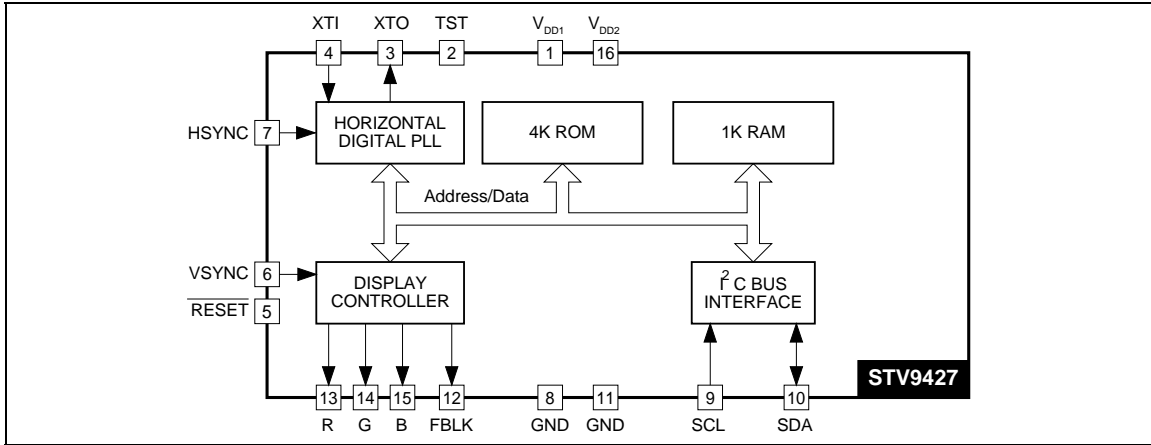 XTI XTO TST VDD1 VDD2
4 3 2 1 16
HSYNC 7
HORIZONTAL
DIGITAL PLL
4K ROM
1K RAM
Address/Data
VSYNC 6
RESET 5
DISPLAY
CONTROLLER
I2C BUS
INTERFACE
STV9427
13 14 15 12 8 11 9 10
R G B FBLK GND GND SCL SDA